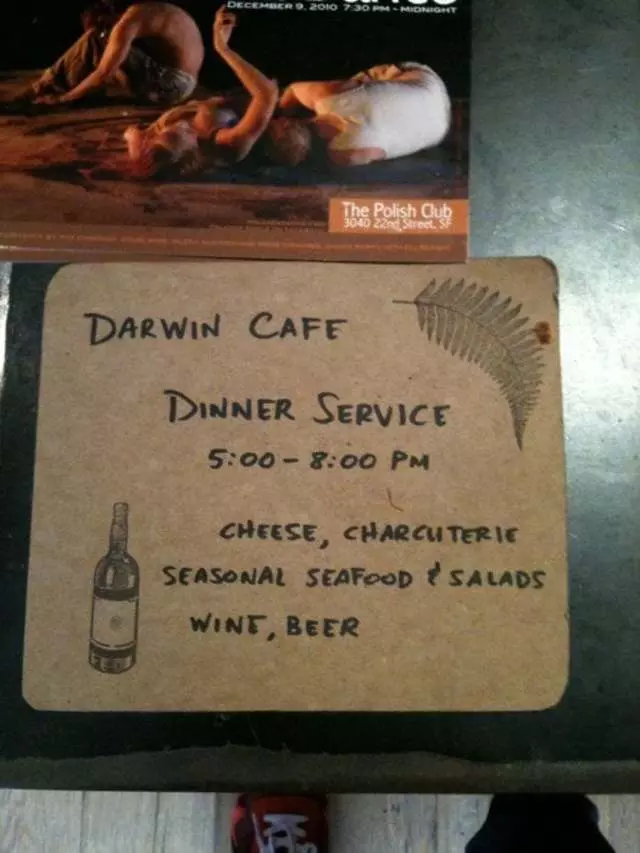 DECEMBER 9, 2010 7:30 PM - MIDNIGHT
The Polish Club
3040 22nd Street, SF
DARWIN CAFE
DINNER SERVICE
5:00 - 8:00 PM
CHEESE, CHARCUTERIE
SEASONAL SEAFOOD & SALADS
WINE, BEER